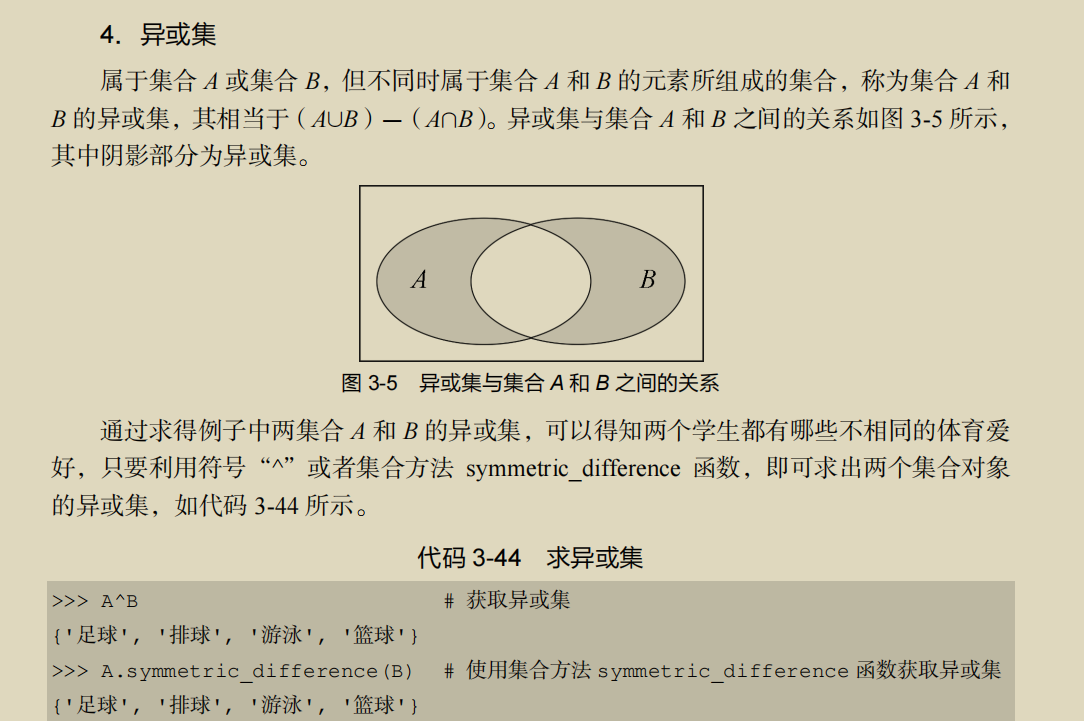 4. 异或集
属于集合 A 或集合 B，但不同时属于集合 A 和 B 的元素所组成的集合，称为集合 A 和
B 的异或集，其相当于（A∪B）—（A∩B）。异或集与集合 A 和 B 之间的关系如图 3-5 所示，
其中阴影部分为异或集。
A
B
图 3-5 异或集与集合 A 和 B 之间的关系
通过求得例子中两集合 A 和 B 的异或集，可以得知两个学生都有哪些不相同的体育爱
好，只要利用符号“^”或者集合方法 symmetric_difference 函数，即可求出两个集合对象
的异或集，如代码 3-44 所示。
代码 3-44 求异或集
>>> A^B # 获取异或集
{'足球', '排球', '游泳', '篮球'}
>>> A.symmetric_difference(B) # 使用集合方法 symmetric_difference 函数获取异或集
{'足球', '排球', '游泳', '篮球'}